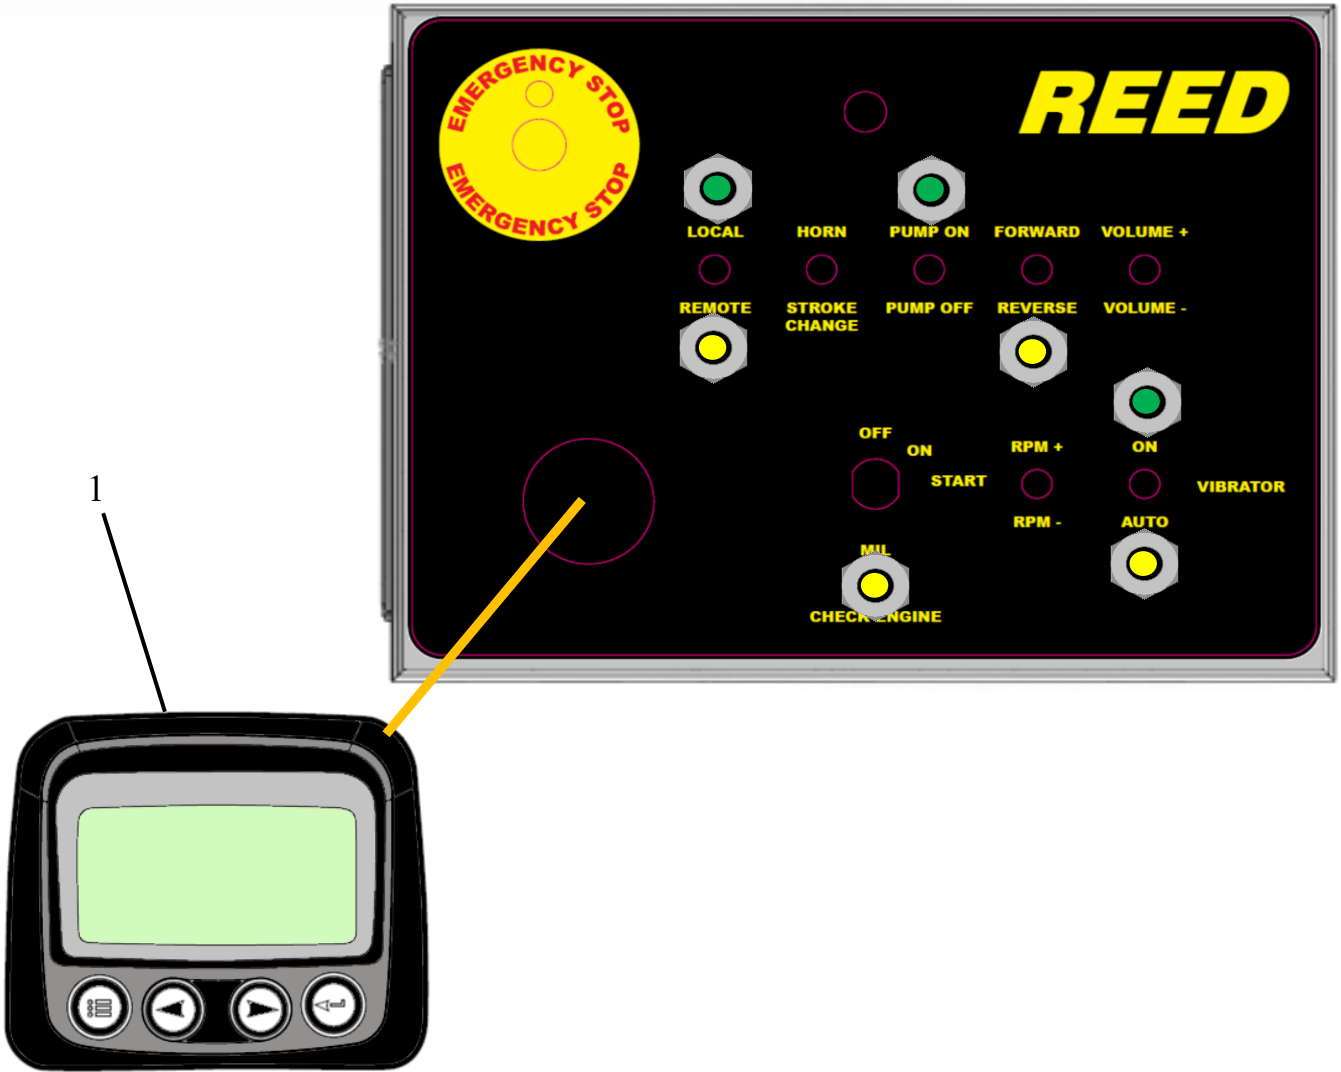 EMERGENCY STOP
EMERGENCY STOP
REED
LOCAL HORN PUMP ON FORWARD VOLUME +
REMOTE STROKE PUMP OFF REVERSE VOLUME -
CHANGE
OFF
ON
START
RPM +
ON
RPM -
AUTO
VIBRATOR
MIL
CHECK ENGINE
1